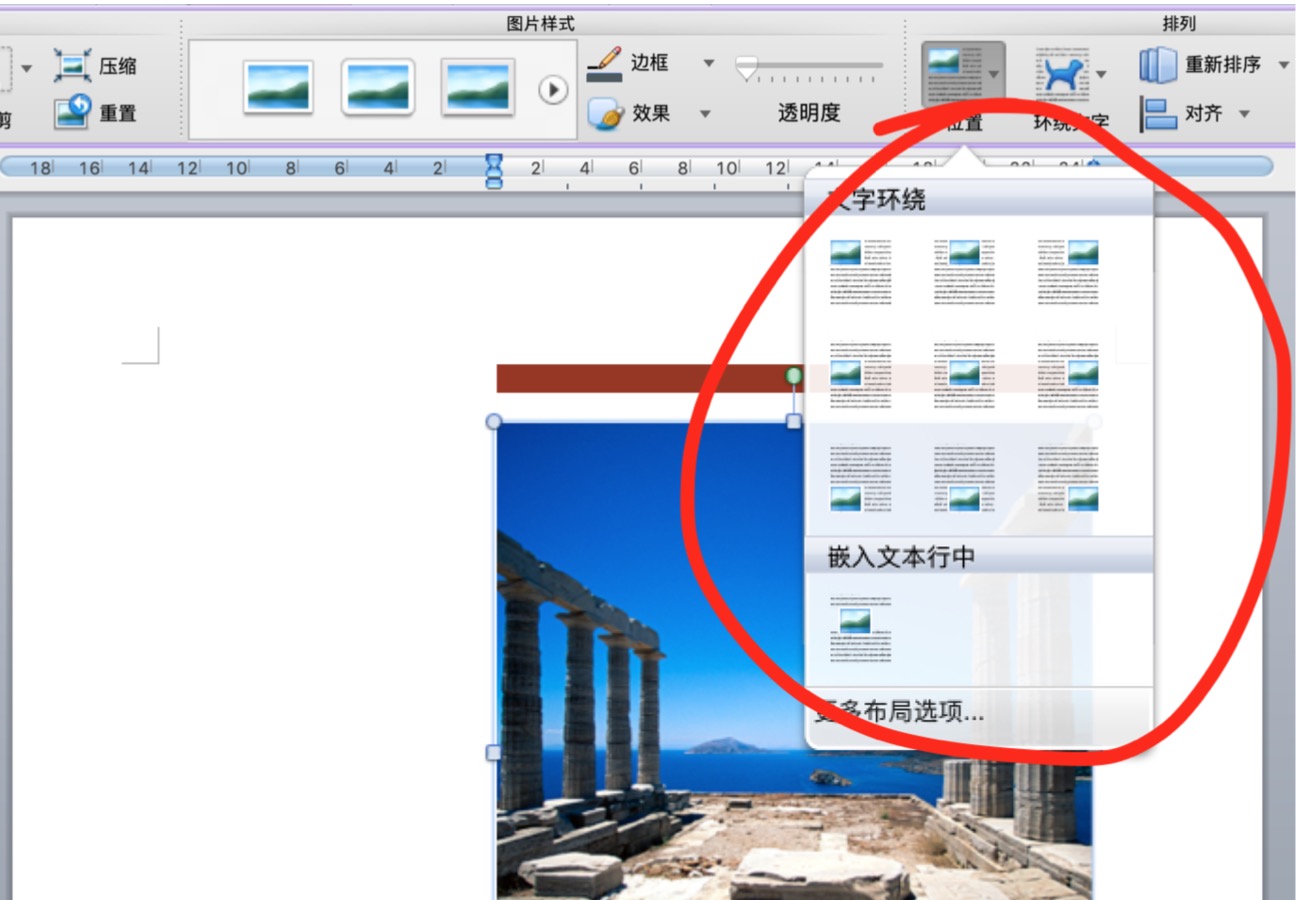 图片样式
排列
压缩
边框
重新排序
剪
重置
效果
透明度
位置
环绕文字
对齐
18 16 14 12 10 8 6 4 2 2 4 6 8 10 12 14
文字环绕
嵌入文本行中
更多布局选项...